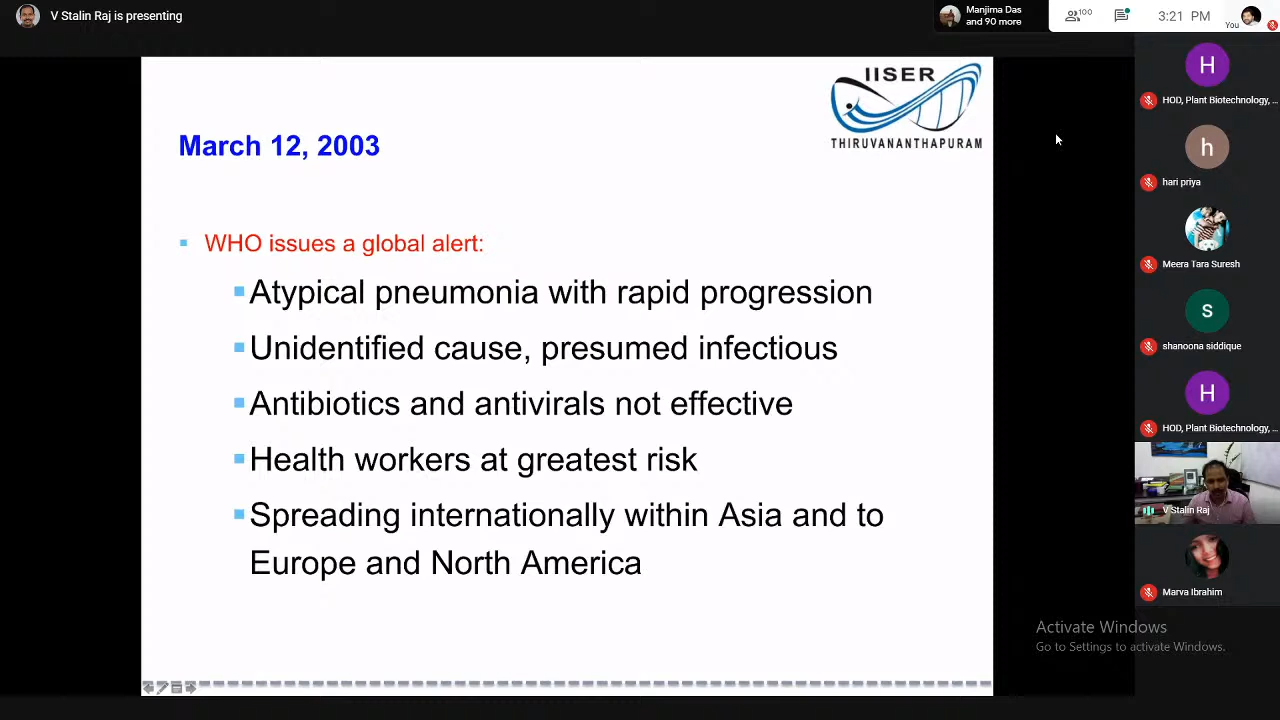 V Stalin Raj is presenting
Manjima Das
and 90 more
100
3:21 PM
You
IISER
THIRUVANANTHAPURAM
March 12, 2003
WHO issues a global alert:
Atypical pneumonia with rapid progression
Unidentified cause, presumed infectious
Antibiotics and antivirals not effective
Health workers at greatest risk
Spreading internationally within Asia and to
Europe and North America
H
HOD, Plant Biotechnology, ...
h
hari priya
Meera Tara Suresh
s
shanoona siddique
H
HOD, Plant Biotechnology, ...
V Stalin Raj
Marva Ibrahim
Activate Windows
Go to Settings to activate Windows.